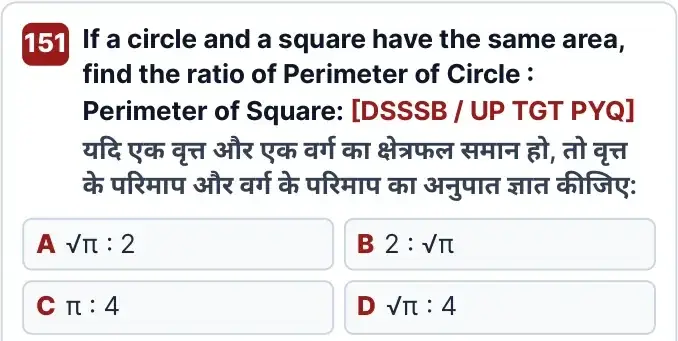 151 If a circle and a square have the same area,
find the ratio of Perimeter of Circle :
Perimeter of Square: [DSSSB / UP TGT PYQ]
यदि एक वृत्त और एक वर्ग का क्षेत्रफल समान हो, तो वृत्त
के परिमाप और वर्ग के परिमाप का अनुपात ज्ञात कीजिए:
A √π : 2
B 2 : √π
C π : 4
D √π : 4